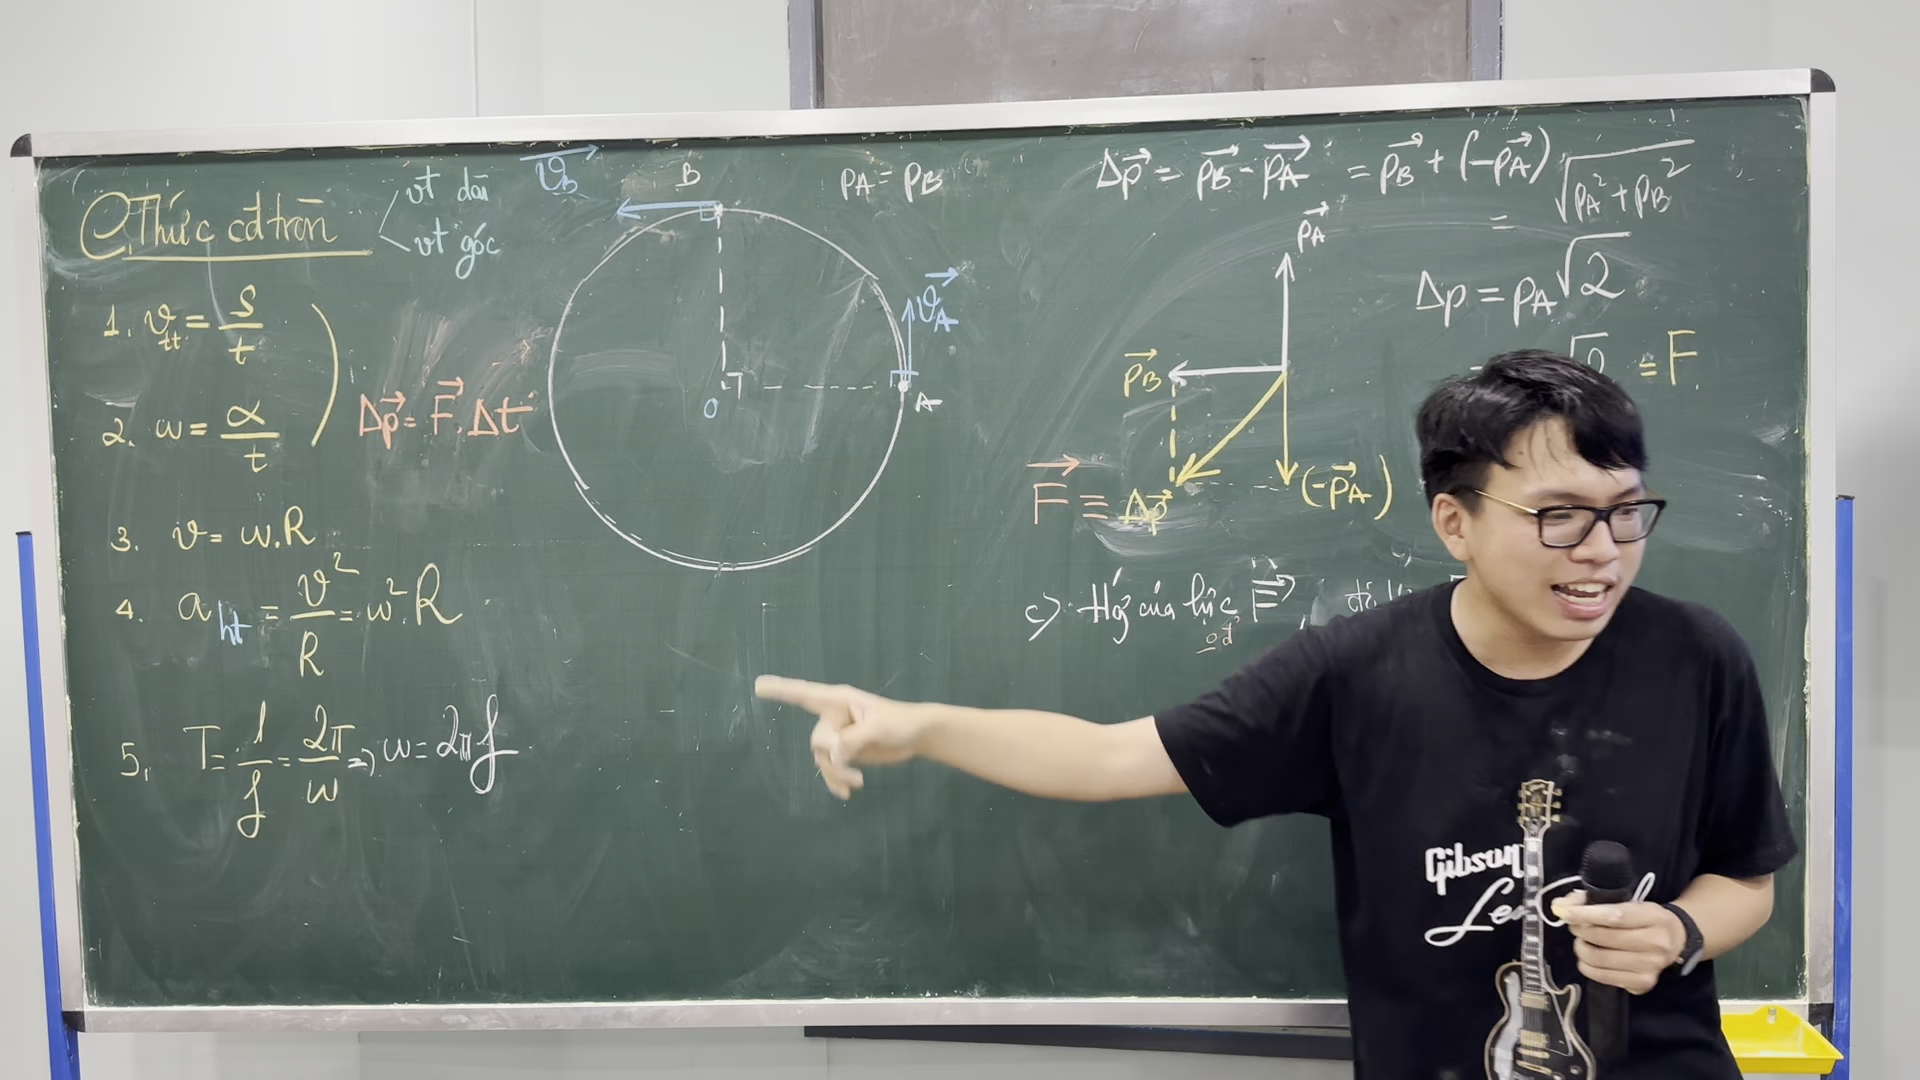 CThức cđ tròn
vt dài
vt góc
1. v_tt = s/t
2. ω = α/t
Δp⃗ = F⃗.Δt
3. v = ω.R
4. a_ht = v²/R = ω².R
5. T = 1/f = 2π/ω => ω = 2πf
v⃗_B
B
p_A = p_B
v⃗_A
O
A
Δp⃗ = p⃗_B - p⃗_A = p⃗_B + (-p⃗_A)
= √(p_A² + p_B²)
Δp = p_A√2
= F
p⃗_A
p⃗_B
(-p⃗_A)
F⃗ ≡ Δp⃗
c) Hg của lực F⃗
Gibson
Les